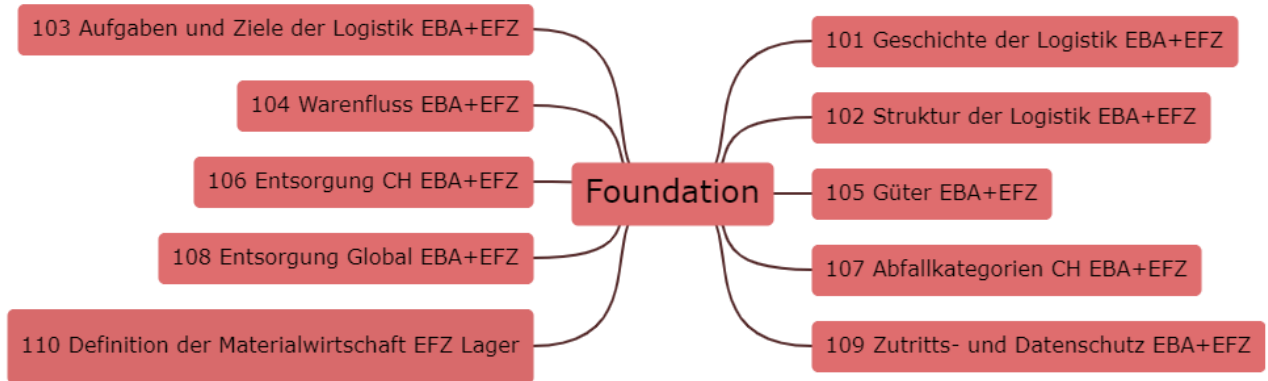 103 Aufgaben und Ziele der Logistik EBA+EFZ
101 Geschichte der Logistik EBA+EFZ
104 Warenfluss EBA+EFZ
102 Struktur der Logistik EBA+EFZ
106 Entsorgung CH EBA+EFZ
Foundation
105 Güter EBA+EFZ
108 Entsorgung Global EBA+EFZ
107 Abfallkategorien CH EBA+EFZ
110 Definition der Materialwirtschaft EFZ Lager
109 Zutritts- und Datenschutz EBA+EFZ